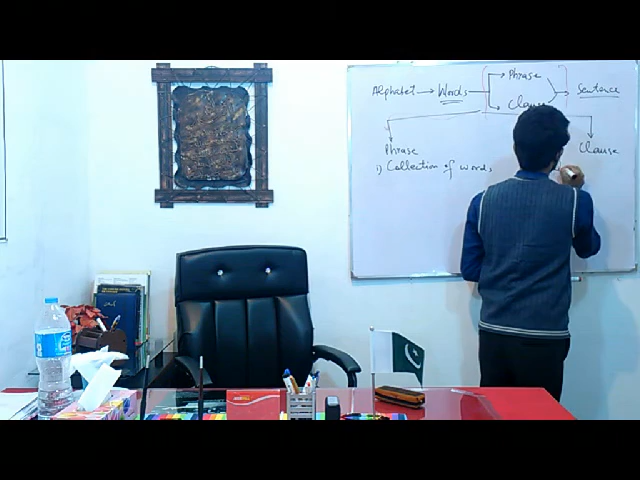 Phrase
Alphabet → Words → Sentence
Clause
Phrase Clause
i) Collection of words